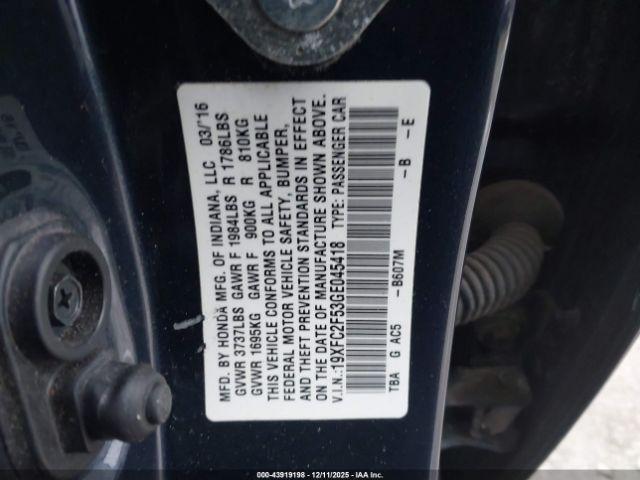 MFD. BY HONDA MFG. OF INDIANA, LLC 03/'16
GVWR 3737LBS GAWR F 1984LBS R 1786LBS
GVWR 1695KG GAWR F 900KG R 810KG
THIS VEHICLE CONFORMS TO ALL APPLICABLE
FEDERAL MOTOR VEHICLE SAFETY, BUMPER,
AND THEFT PREVENTION STANDARDS IN EFFECT
ON THE DATE OF MANUFACTURE SHOWN ABOVE.
V.I.N.:19XFC2F53GE045418 TYPE: PASSENGER CAR
TBA G AC5 -B607M -B -E
000-43919198 - 12/11/2025 - IAAI.com